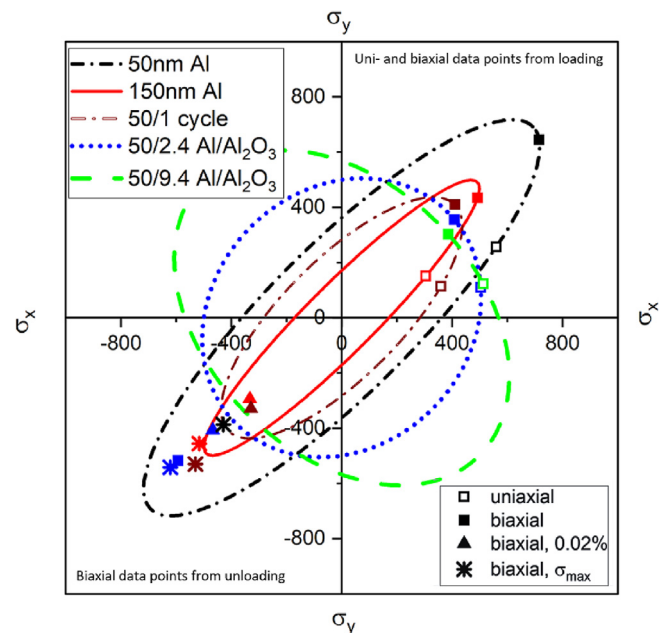 σy
50nm Al
150nm Al
50/1 cycle
50/2.4 Al/Al2O3
50/9.4 Al/Al2O3
Uni- and biaxial data points from loading
800
400
0
-400
-800
-800
-400
0
400
800
σx
σx
uniaxial
biaxial
biaxial, 0.02%
biaxial, σmax
Biaxial data points from unloading
σy